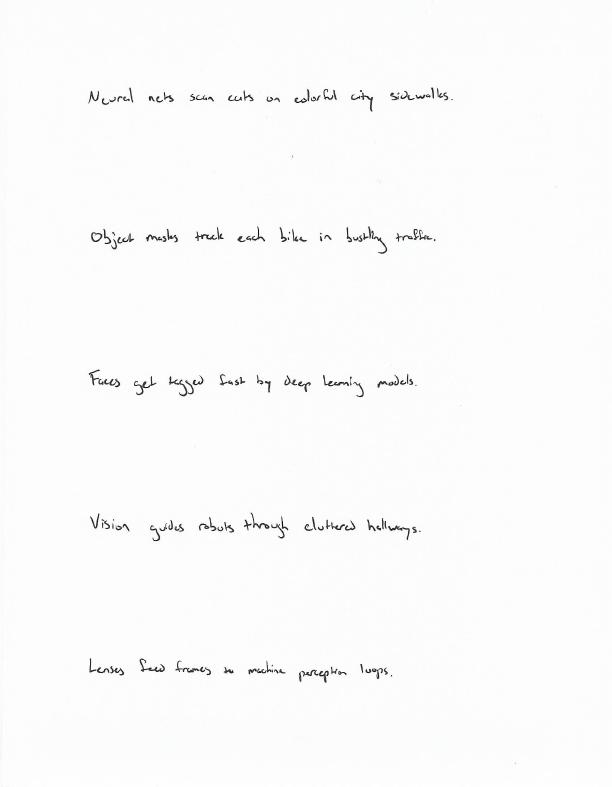 Neural nets scan cats on colorful city sidewalks.
Object masks track each bike in bustling traffic.
Faces get tagged fast by deep learning models.
Vision guides robots through cluttered hallways.
Lenses feed frames to machine perception loops.